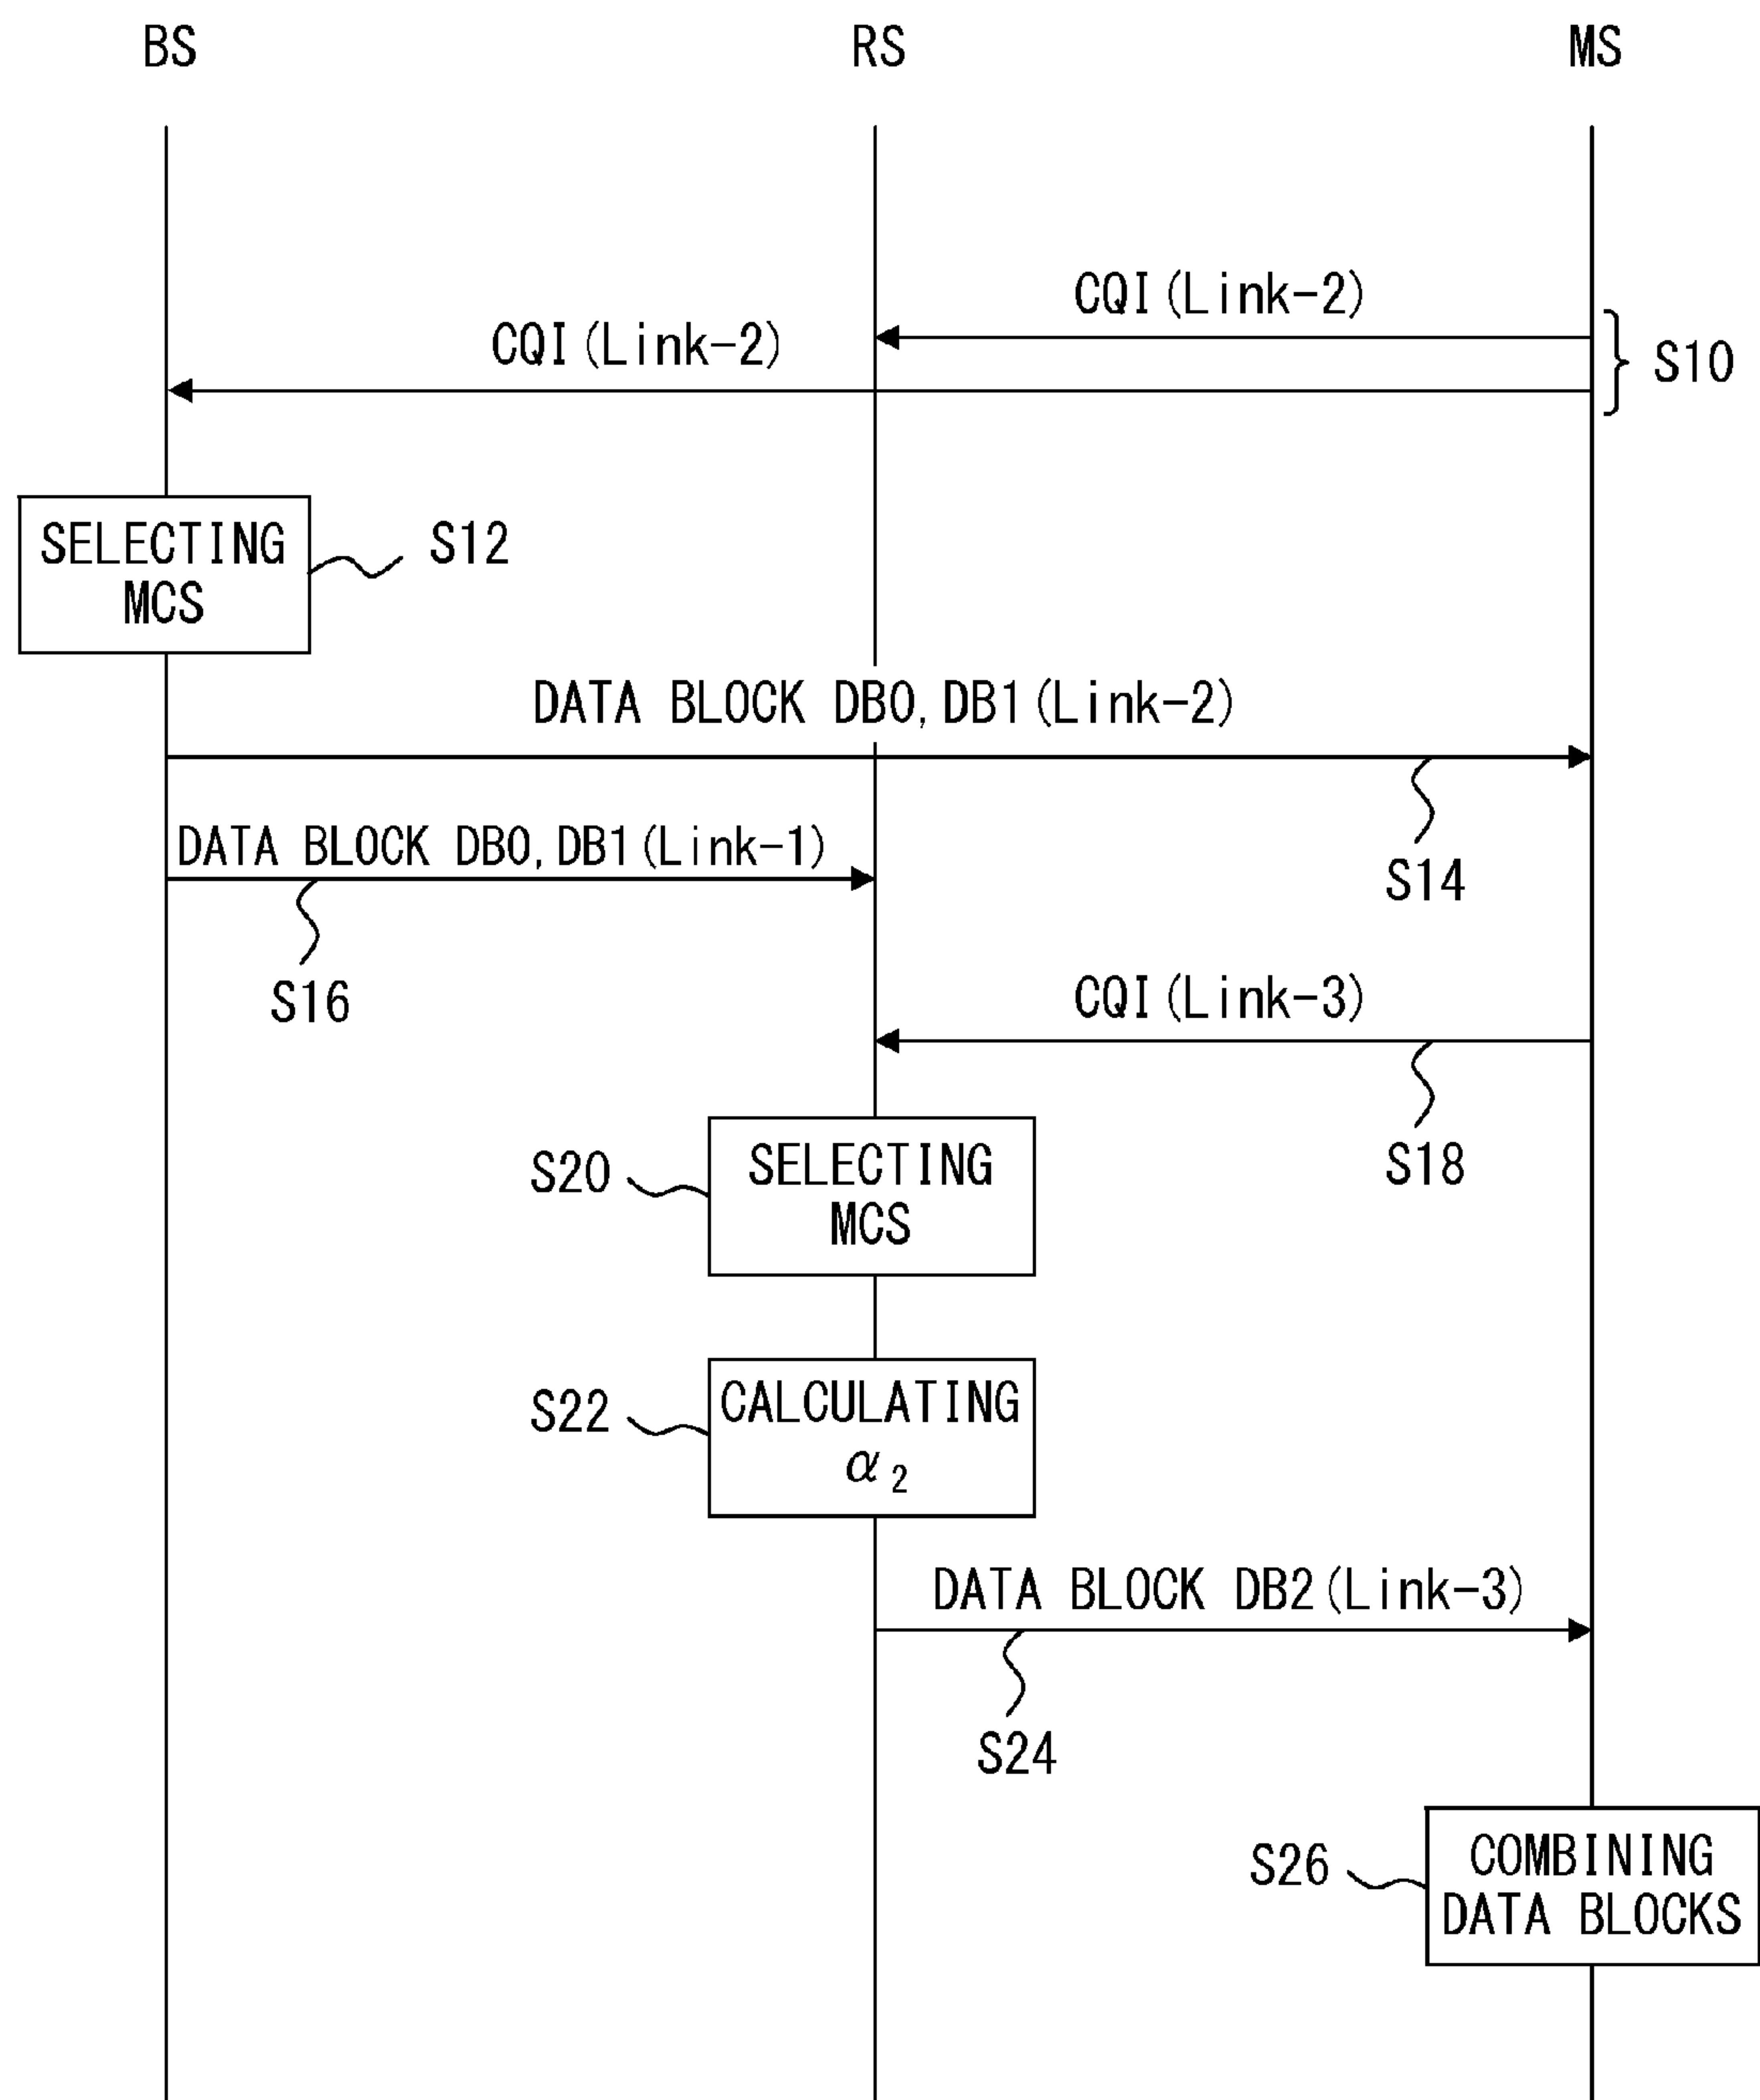 BS
RS
MS
CQI(Link-2)
CQI(Link-2)
S10
SELECTING
MCS
S12
DATA BLOCK DB0,DB1(Link-2)
S14
DATA BLOCK DB0,DB1(Link-1)
S16
CQI(Link-3)
S18
S20
SELECTING
MCS
S22
CALCULATING
α2
DATA BLOCK DB2(Link-3)
S24
S26
COMBINING
DATA BLOCKS